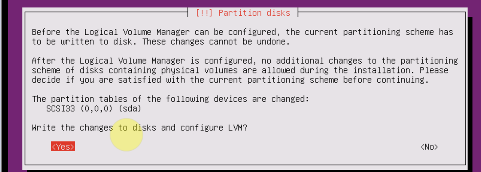 [!!] Partition disks
Before the Logical Volume Manager can be configured, the current partitioning scheme has
to be written to disk. These changes cannot be undone.
After the Logical Volume Manager is configured, no additional changes to the partitioning
scheme of disks containing physical volumes are allowed during the installation. Please
decide if you are satisfied with the current partitioning scheme before continuing.
The partition tables of the following devices are changed:
SCSI33 (0,0,0) (sda)
Write the changes to disks and configure LVM?
<Yes> <No>